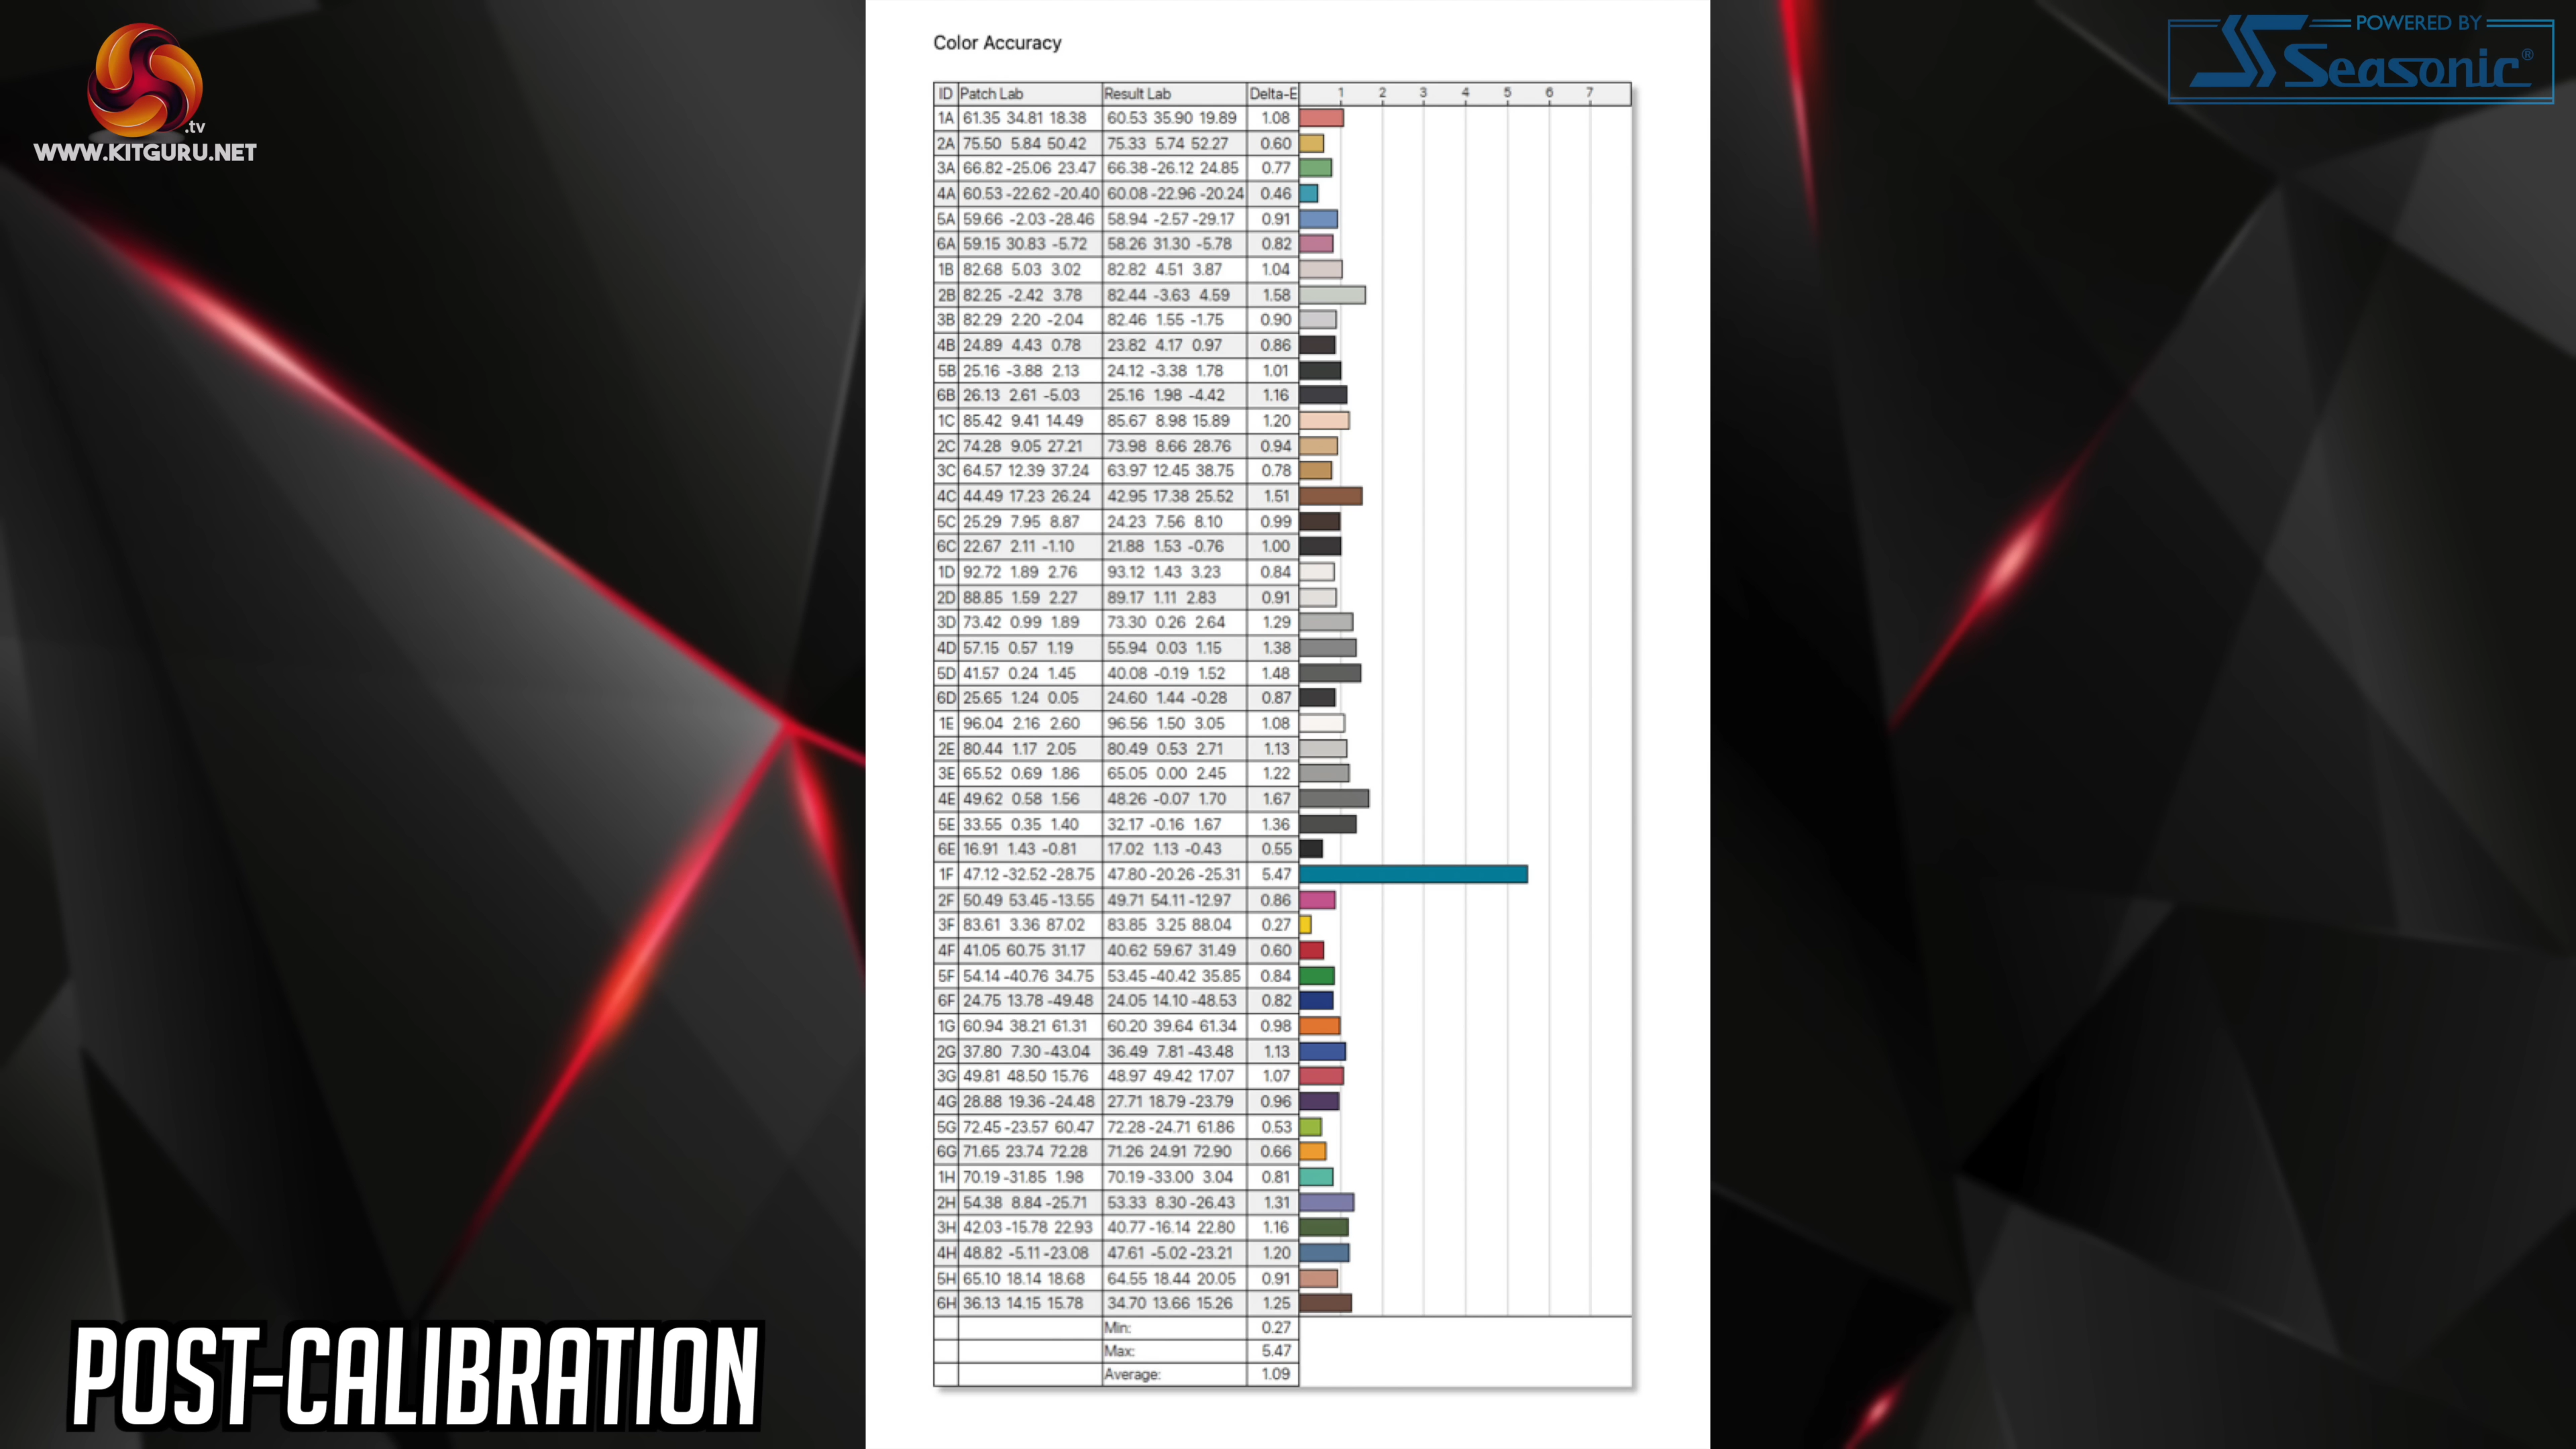 .tv
WWW.KITGURU.NET
POWERED BY
Seasonic®
Color Accuracy
ID Patch Lab Result Lab Delta-E 1 2 3 4 5 6 7
1A 61.35 34.81 18.38 60.53 35.90 19.89 1.08
2A 75.50 5.84 50.42 75.33 5.74 52.27 0.60
3A 66.82 -25.06 23.47 66.38 -26.12 24.85 0.77
4A 60.53 -22.62 -20.40 60.08 -22.96 -20.24 0.46
5A 59.66 -2.03 -28.46 58.94 -2.57 -29.17 0.91
6A 59.15 30.83 -5.72 58.26 31.30 -5.78 0.82
1B 82.68 5.03 3.02 82.82 4.51 3.87 1.04
2B 82.25 -2.42 3.78 82.44 -3.63 4.59 1.58
3B 82.29 2.20 -2.04 82.46 1.55 -1.75 0.90
4B 24.89 4.43 0.78 23.82 4.17 0.97 0.86
5B 25.16 -3.88 2.13 24.12 -3.38 1.78 1.01
6B 26.13 2.61 -5.03 25.16 1.98 -4.42 1.16
1C 85.42 9.41 14.49 85.67 8.98 15.89 1.20
2C 74.28 9.05 27.21 73.98 8.66 28.76 0.94
3C 64.57 12.39 37.24 63.97 12.45 38.75 0.78
4C 44.49 17.23 26.24 42.95 17.38 25.52 1.51
5C 25.29 7.95 8.87 24.23 7.56 8.10 0.99
6C 22.67 2.11 -1.10 21.88 1.53 -0.76 1.00
1D 92.72 1.89 2.76 93.12 1.43 3.23 0.84
2D 88.85 1.59 2.27 89.17 1.11 2.83 0.91
3D 73.42 0.99 1.89 73.30 0.26 2.64 1.29
4D 57.15 0.57 1.19 55.94 0.03 1.15 1.38
5D 41.57 0.24 1.45 40.08 -0.19 1.52 1.48
6D 25.65 1.24 0.05 24.60 1.44 -0.28 0.87
1E 96.04 2.16 2.60 96.56 1.50 3.05 1.08
2E 80.44 1.17 2.05 80.49 0.53 2.71 1.13
3E 65.52 0.69 1.86 65.05 0.00 2.45 1.22
4E 49.62 0.58 1.56 48.26 -0.07 1.70 1.67
5E 33.55 0.35 1.40 32.17 -0.16 1.67 1.36
6E 16.91 1.43 -0.81 17.02 1.13 -0.43 0.55
1F 47.12 -32.52 -28.75 47.80 -20.26 -25.31 5.47
2F 50.49 53.45 -13.55 49.71 54.11 -12.97 0.86
3F 83.61 3.36 87.02 83.85 3.25 88.04 0.27
4F 41.05 60.75 31.17 40.62 59.67 31.49 0.60
5F 54.14 -40.76 34.75 53.45 -40.42 35.85 0.84
6F 24.75 13.78 -49.48 24.05 14.10 -48.53 0.82
1G 60.94 38.21 61.31 60.20 39.64 61.34 0.98
2G 37.80 7.30 -43.04 36.49 7.81 -43.48 1.13
3G 49.81 48.50 15.76 48.97 49.42 17.07 1.07
4G 28.88 19.36 -24.48 27.71 18.79 -23.79 0.96
5G 72.45 -23.57 60.47 72.28 -24.71 61.86 0.53
6G 71.65 23.74 72.28 71.26 24.91 72.90 0.66
1H 70.19 -31.85 1.98 70.19 -33.00 3.04 0.81
2H 54.38 8.84 -25.71 53.33 8.30 -26.43 1.31
3H 42.03 -15.78 22.93 40.77 -16.14 22.80 1.16
4H 48.82 -5.11 -23.08 47.61 -5.02 -23.21 1.20
5H 65.10 18.14 18.68 64.55 18.44 20.05 0.91
6H 36.13 14.15 15.78 34.70 13.66 15.26 1.25
Min: 0.27
Max: 5.47
Average: 1.09
POST-CALIBRATION